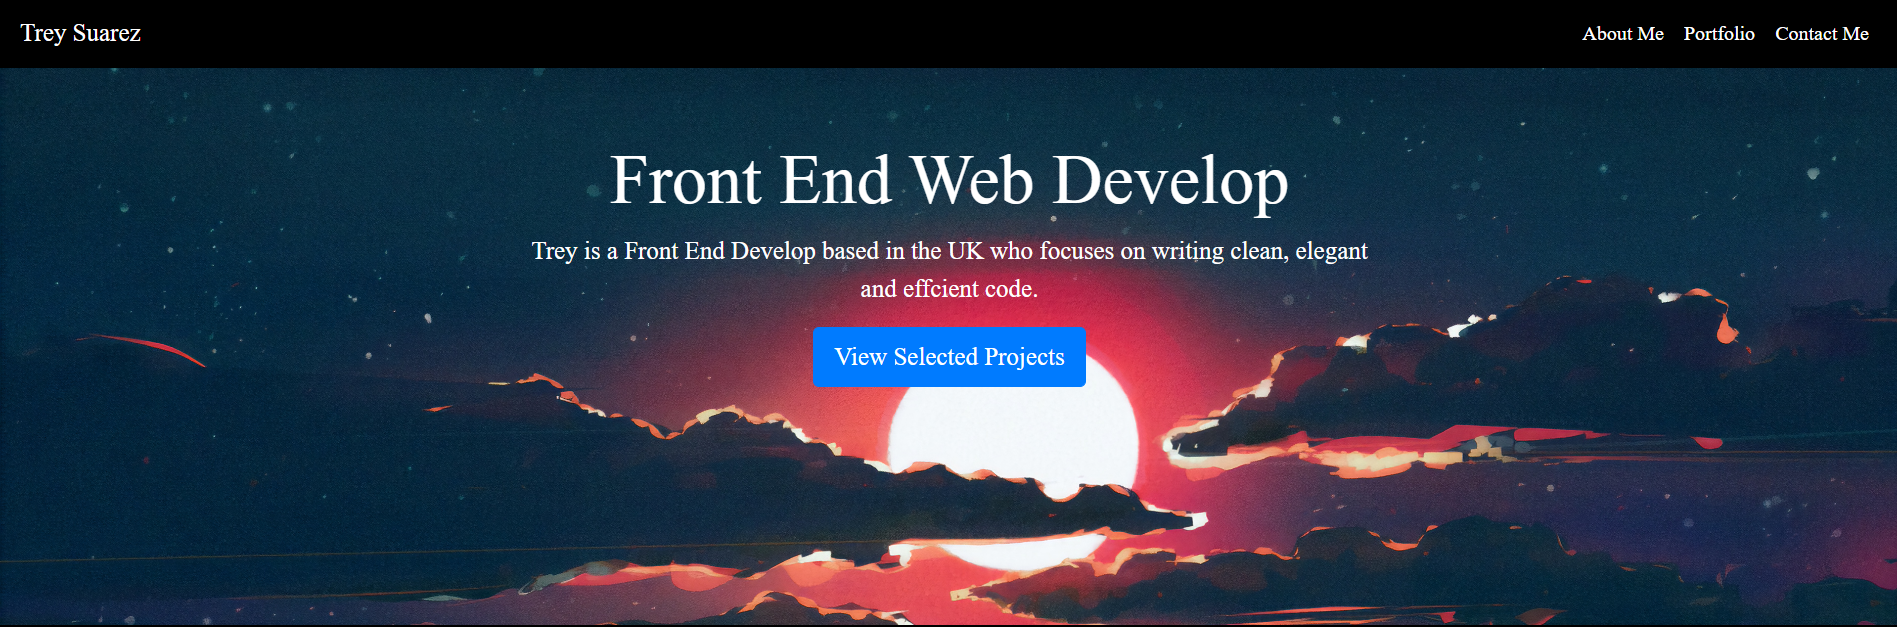 Trey Suarez
About Me Portfolio Contact Me
Front End Web Develop
Trey is a Front End Develop based in the UK who focuses on writing clean, elegant
and effcient code.
View Selected Projects